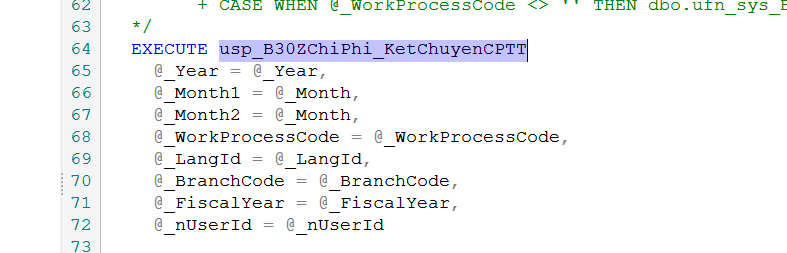 62 + CASE WHEN @_WorkProcessCode <> '' THEN dbo.ufn_sys_
63
64 */
EXECUTE usp_B30ZChiPhi_KetChuyenCPTT
65 @_Year = @_Year,
66 @_Month1 = @_Month,
67 @_Month2 = @_Month,
68 @_WorkProcessCode = @_WorkProcessCode,
69 @_LangId = @_LangId,
70 @_BranchCode = @_BranchCode,
71 @_FiscalYear = @_FiscalYear,
72 @_nUserId = @_nUserId
73